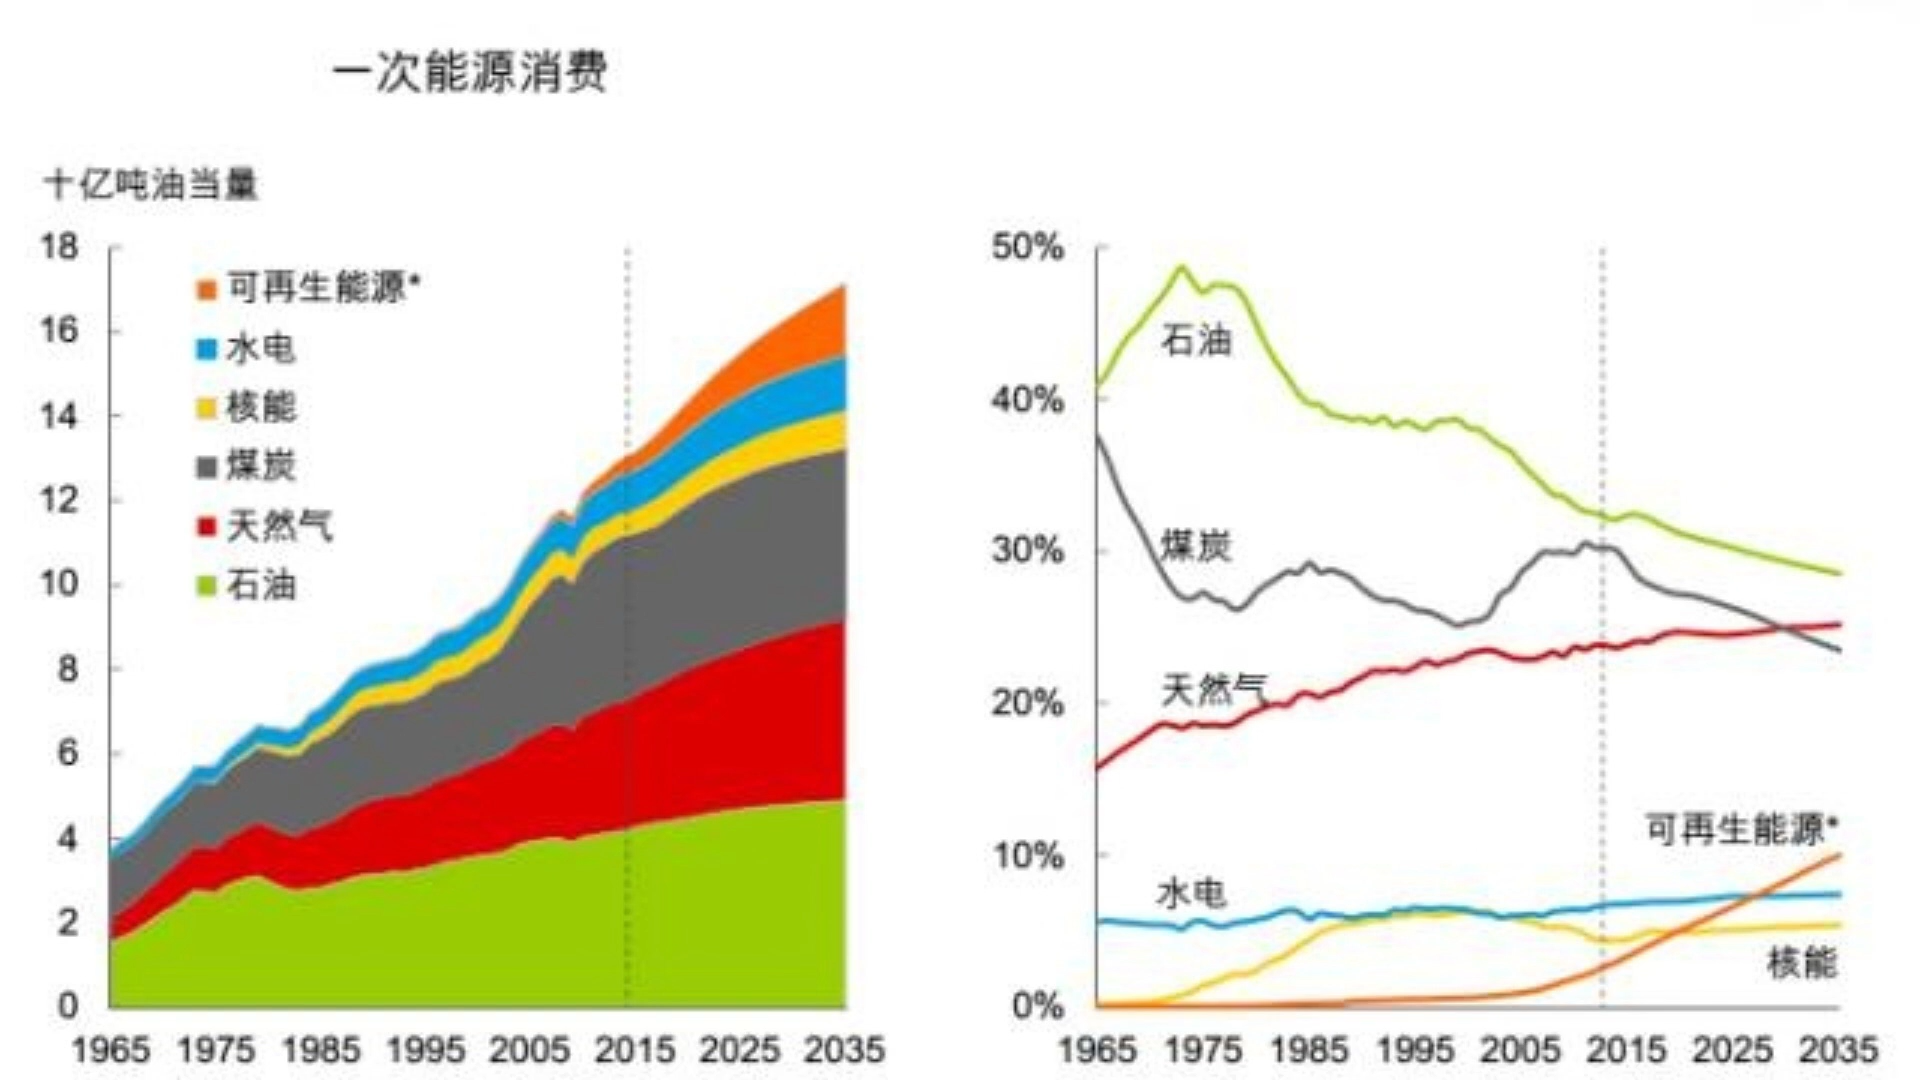 一次能源消费
十亿吨油当量
18
16
14
12
10
8
6
4
2
0
可再生能源*
水电
核能
煤炭
天然气
石油
1965 1975 1985 1995 2005 2015 2025 2035
50%
40%
30%
20%
10%
0%
石油
煤炭
天然气
可再生能源*
水电
核能
1965 1975 1985 1995 2005 2015 2025 2035